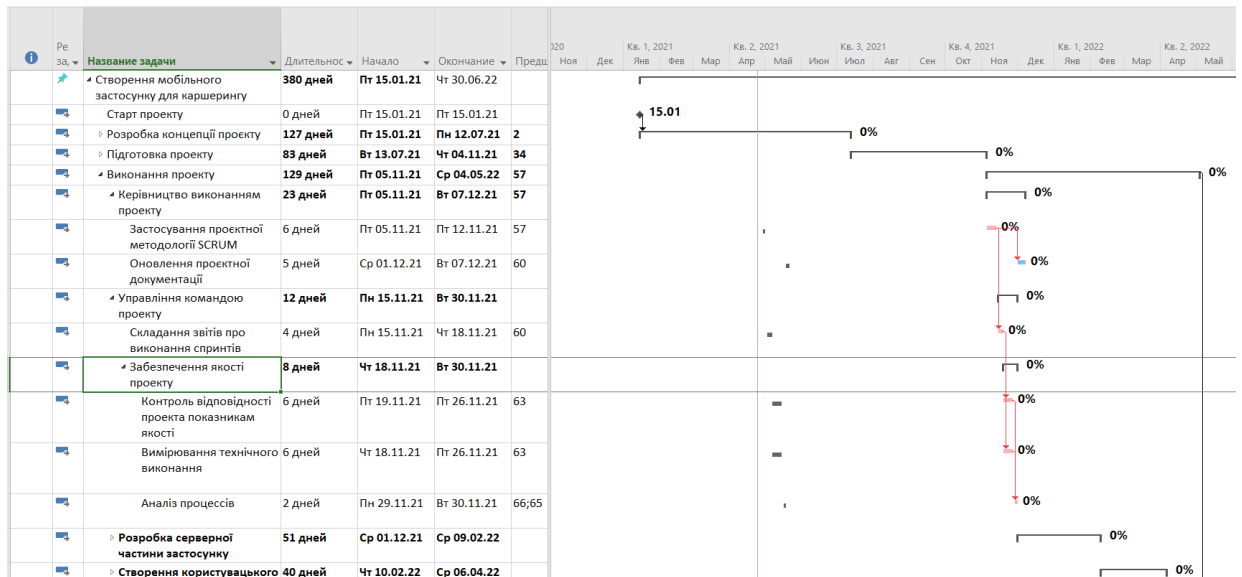 020 Кв. 1, 2021 Кв. 2, 2021 Кв. 3, 2021 Кв. 4, 2021 Кв. 1, 2022 Кв. 2, 2022
Ре
за, Название задачи Длительнос Начало Окончание Предш Ноя Дек Янв Фев Мар Апр Май Июн Июл Авг Сен Окт Ноя Дек Янв Фев Мар Апр Май
Створення мобільного 380 дней Пт 15.01.21 Чт 30.06.22
застосунку для каршерингу
Старт проекту 0 дней Пт 15.01.21 Пт 15.01.21 15.01
Розробка концепції проєкту 127 дней Пт 15.01.21 Пн 12.07.21 2 0%
Підготовка проекту 83 дней Вт 13.07.21 Чт 04.11.21 34 0%
Виконання проекту 129 дней Пт 05.11.21 Ср 04.05.22 57 0%
Керівництво виконанням 23 дней Пт 05.11.21 Вт 07.12.21 57 0%
проекту
Застосування проєктної 6 дней Пт 05.11.21 Пт 12.11.21 57 0%
методології SCRUM
Оновлення проєктної 5 дней Ср 01.12.21 Вт 07.12.21 60 0%
документації
Управління командою 12 дней Пн 15.11.21 Вт 30.11.21 0%
проекту
Складання звітів про 4 дней Пн 15.11.21 Чт 18.11.21 60 0%
виконання спринтів
Забезпечення якості 8 дней Чт 18.11.21 Вт 30.11.21 0%
проекту
Контроль відповідності 6 дней Пт 19.11.21 Пт 26.11.21 63 0%
проекта показникам
якості
Вимірювання технічного 6 дней Чт 18.11.21 Пт 26.11.21 63 0%
виконання
Аналіз процессів 2 дней Пн 29.11.21 Вт 30.11.21 66;65 0%
Розробка серверної 51 дней Ср 01.12.21 Ср 09.02.22 0%
частини застосунку
Створення користувацького 40 дней Чт 10.02.22 Ср 06.04.22 0%